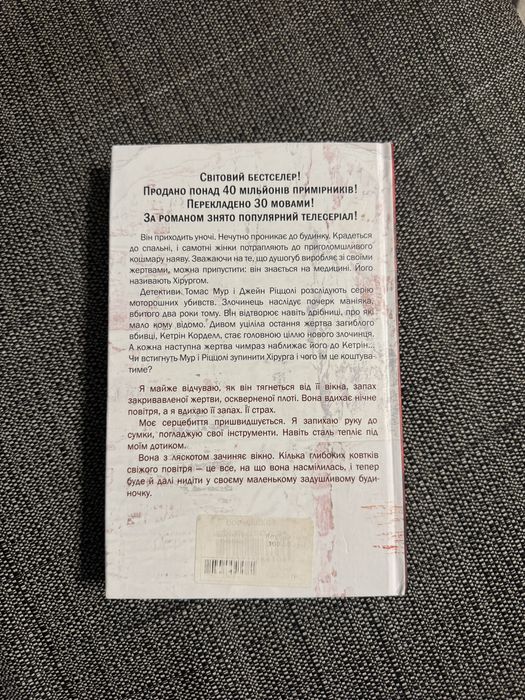 Світовий бестселер!
Продано понад 40 мільйонів примірників!
Перекладено 30 мовами!
За романом знято популярний телесеріал!
Він приходить уночі. Нечутно проникає до будинку. Крадеться
до спальні, і самотні жінки потрапляють до приголомшливого
кошмару наяву. Зважаючи на те, що душогуб виробляє зі своїми
жертвами, можна припустити: він знається на медицині. Його
називають Хірургом.
Детективи Томас Мур і Джейн Ріццолі розслідують серію
моторошних убивств. Злочинець наслідує почерк маніяка,
вбитого два роки тому. Він відтворює навіть дрібниці, про які
мало кому відомо. Дивом уціліла остання жертва загиблого
вбивці, Кетрін Корделл, стає головною ціллю нового злочинця.
А кожна наступна жертва чимраз наближає його до Кетрін...
Чи встигнуть Мур і Ріццолі зупинити Хірурга і чого їм це коштува-
тиме?
Я майже відчуваю, як він тягнеться від її вікна, запах
закривавленої жертви, оскверненої плоті. Вона вдихає нічне
повітря, а я вдихаю її запах. Її страх.
Моє серцебиття пришвидшується. Я запихаю руку до
сумки, погладжую свої інструменти. Навіть сталь тепліє під
моїм дотиком.
Вона з ляскотом зачиняє вікно. Кілька глибоких ковтків
свіжого повітря — це все, на що вона насмілилась, і тепер
буде й далі нидіти у своєму маленькому задушливому буди-
ночку.